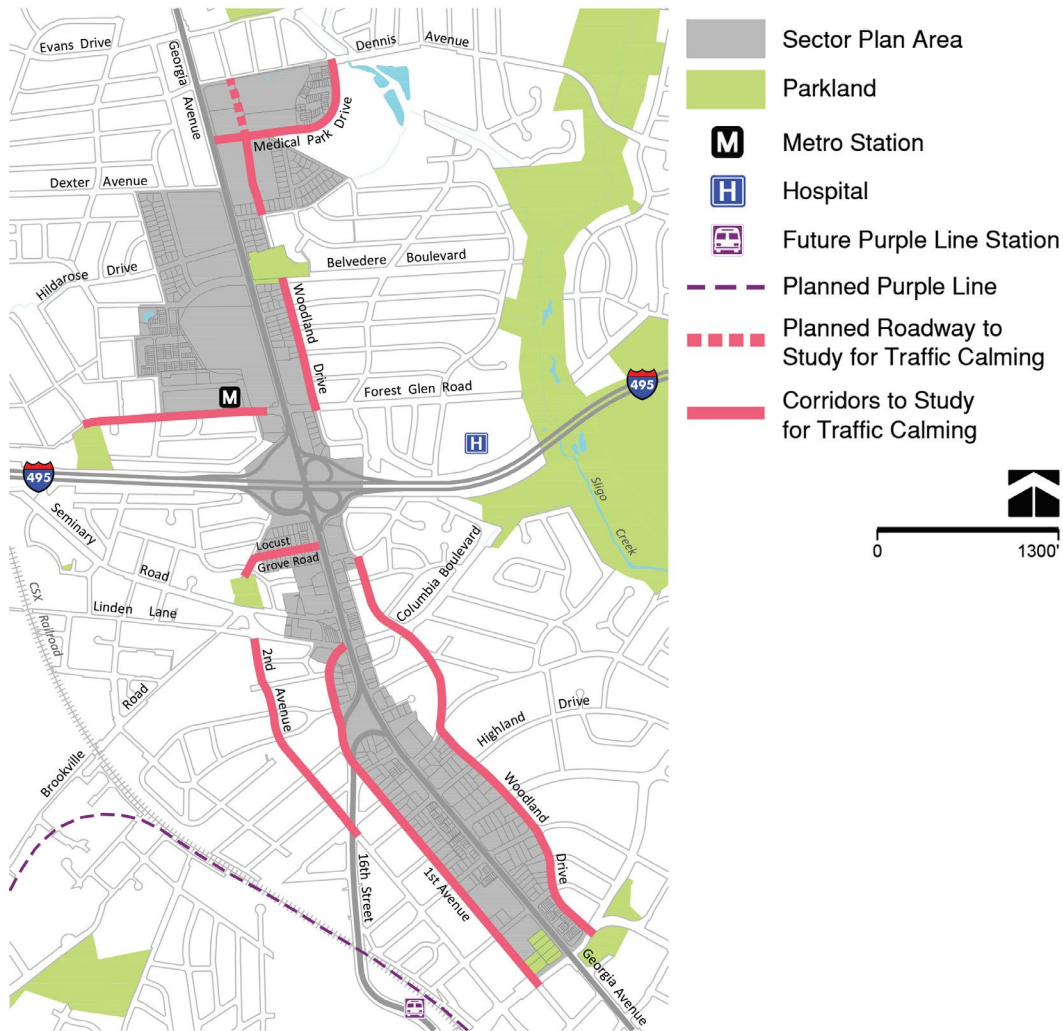 Evans Drive
Georgia Avenue
Dennis Avenue
Medical Park Drive
Dexter Avenue
Hildarose Drive
Belvedere Boulevard
Woodland Drive
M
Forest Glen Road
495
H
495
Seminary Road
Locust Grove Road
Sligo Creek
Columbia Boulevard
Linden Lane
CSX Railroad
2nd Avenue
Brookville Road
Highland Drive
Woodland Drive
16th Street
1st Avenue
Georgia Avenue
Sector Plan Area
Parkland
M
Metro Station
H
Hospital
Future Purple Line Station
Planned Purple Line
Planned Roadway to
Study for Traffic Calming
Corridors to Study
for Traffic Calming
0 1300'